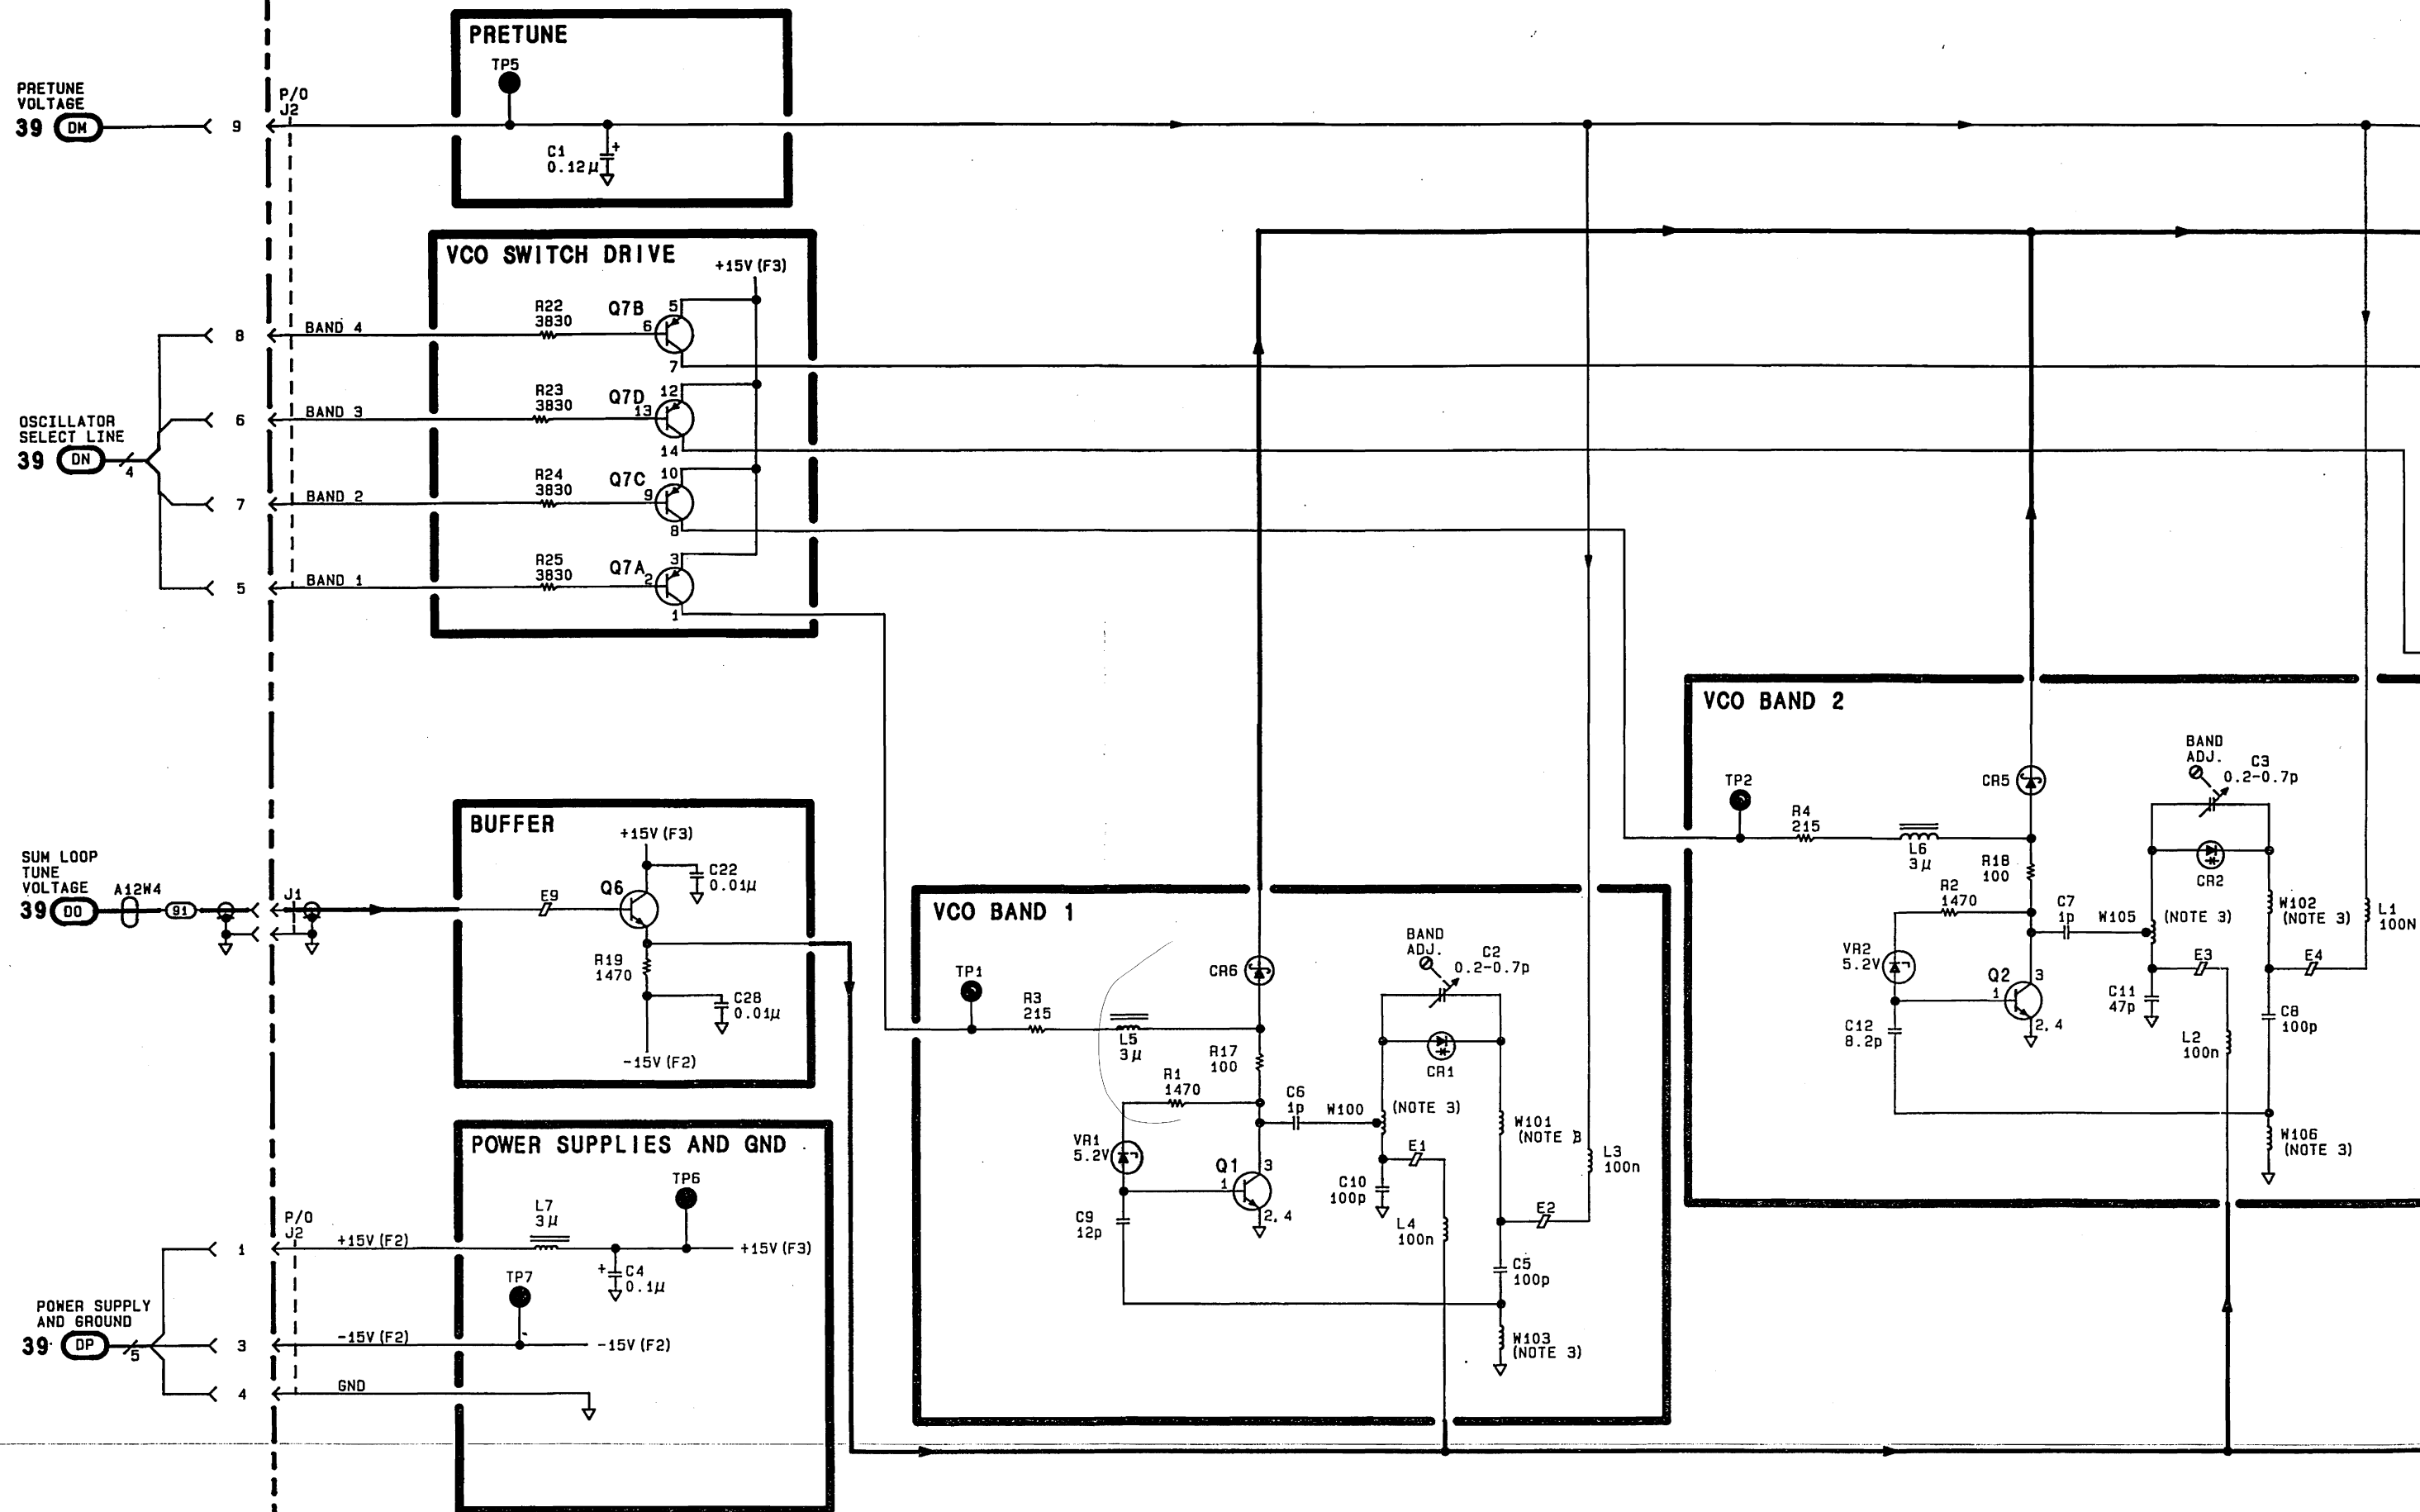 PRETUNE
TP5
C1
0.12μ
+
PRETUNE
VOLTAGE
39 DM
9
P/O
J2
VCO SWITCH DRIVE
+15V(F3)
R22
3830
Q7B
5
6
7
8
BAND 4
R23
3830
Q7D
12
13
14
6
BAND 3
OSCILLATOR
SELECT LINE
39 DN
4
R24
3830
Q7C
10
9
8
7
BAND 2
R25
3830
Q7A
3
2
1
5
BAND 1
BUFFER
+15V(F3)
C22
0.01μ
E9
Q6
R19
1470
C28
0.01μ
-15V(F2)
SUM LOOP
TUNE
VOLTAGE
39 DO
A12W4
91
J1
POWER SUPPLIES AND GND
TP6
L7
3μ
+15V(F3)
+
C4
0.1μ
TP7
-15V(F2)
P/O
J2
1
+15V(F2)
3
-15V(F2)
4
GND
POWER SUPPLY
AND GROUND
39 DP
5
VCO BAND 1
TP1
R3
215
L5
3μ
CR6
R17
100
R1
1470
VR1
5.2V
Q1
1
3
2,4
C9
12p
C6
1p
W100
(NOTE 3)
BAND
ADJ.
C2
0.2-0.7p
CR1
E1
C10
100p
L4
100n
W101
(NOTE 3
E2
L3
100n
C5
100p
W103
(NOTE 3)
VCO BAND 2
TP2
R4
215
L6
3μ
CR5
R18
100
R2
1470
VR2
5.2V
Q2
1
3
2,4
C12
8.2p
C7
1p
W105
(NOTE 3)
BAND
ADJ.
C3
0.2-0.7p
CR2
E3
C11
47p
L2
100n
W102
(NOTE 3)
E4
L1
100N
C8
100p
W106
(NOTE 3)